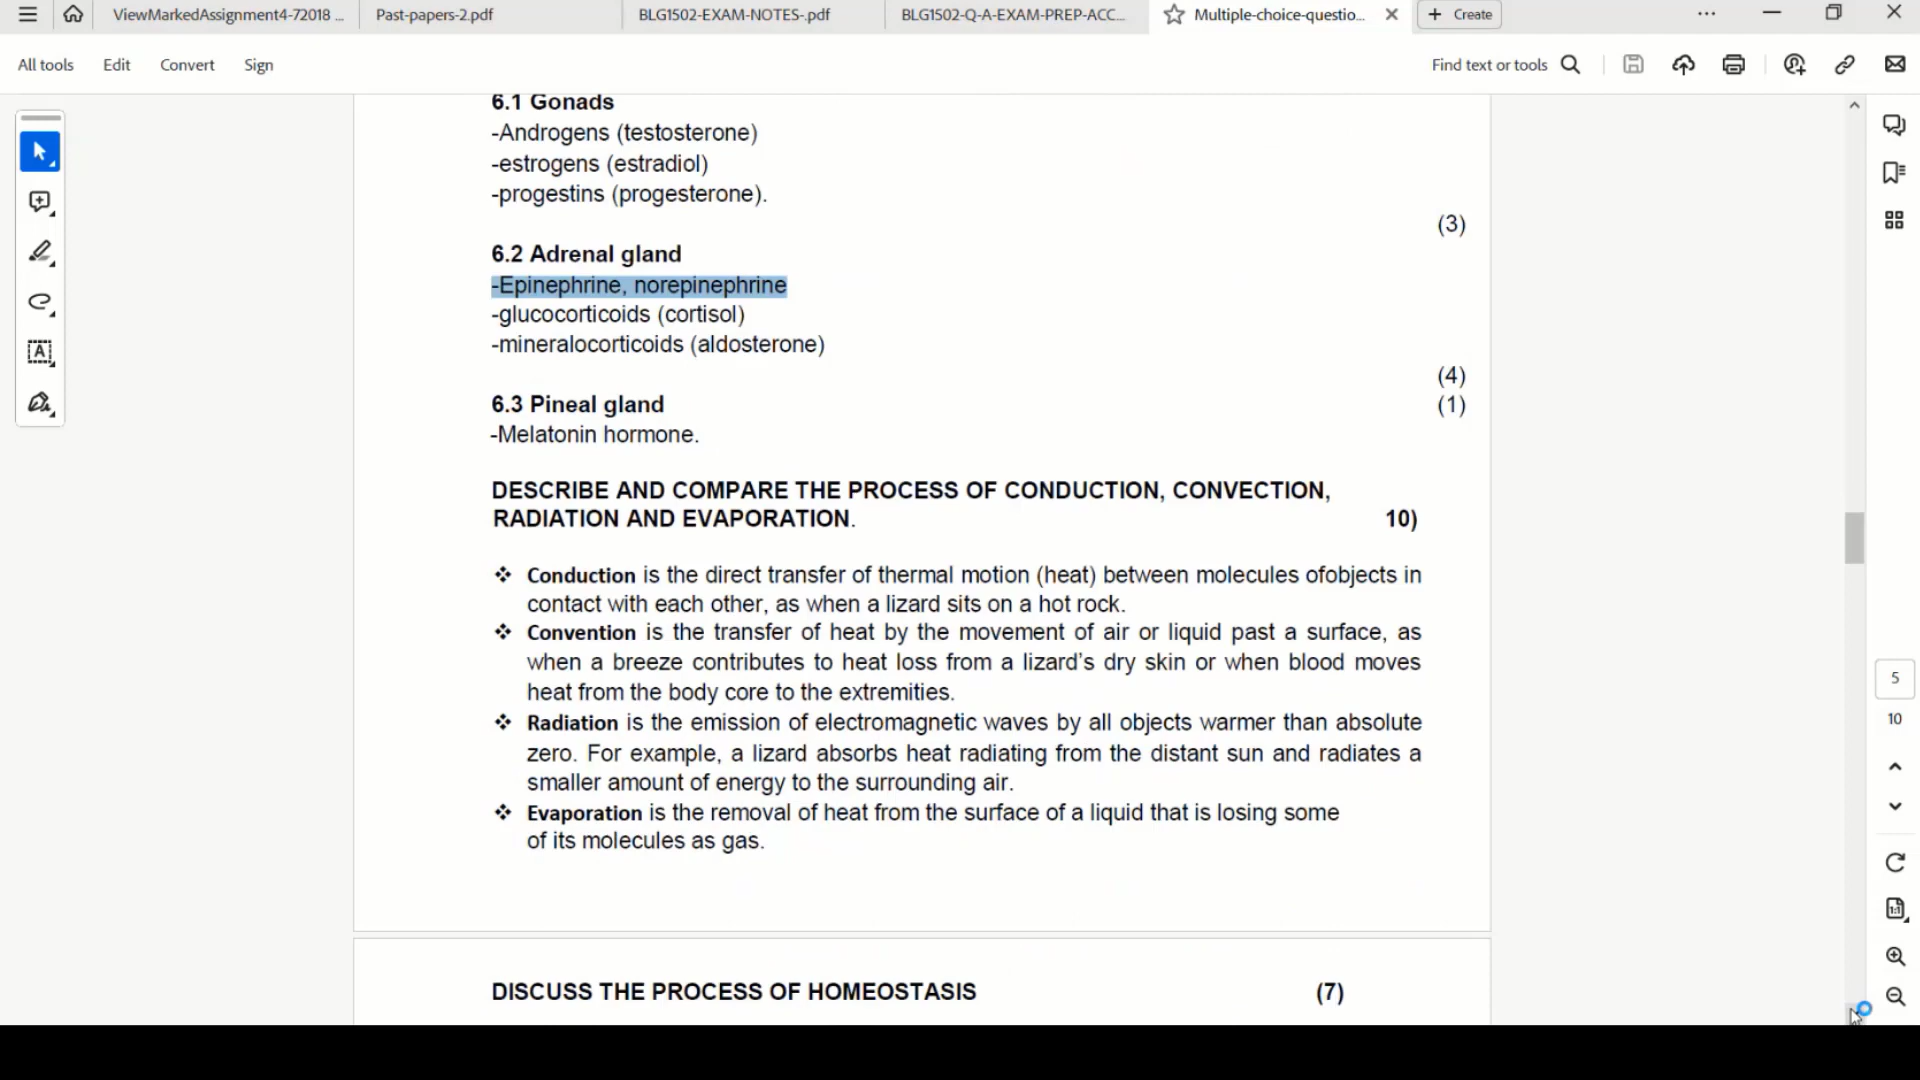 ViewMarkedAssignment4-72018 ...
Past-papers-2.pdf
BLG1502-EXAM-NOTES-.pdf
BLG1502-Q-A-EXAM-PREP-ACC...
Multiple-choice-questio...
Create
All tools
Edit
Convert
Sign
Find text or tools
6.1 Gonads
-Androgens (testosterone)
-estrogens (estradiol)
-progestins (progesterone).
(3)
6.2 Adrenal gland
-Epinephrine, norepinephrine
-glucocorticoids (cortisol)
-mineralocorticoids (aldosterone)
(4)
6.3 Pineal gland (1)
-Melatonin hormone.
DESCRIBE AND COMPARE THE PROCESS OF CONDUCTION, CONVECTION,
RADIATION AND EVAPORATION. 10)
❖ Conduction is the direct transfer of thermal motion (heat) between molecules ofobjects in
contact with each other, as when a lizard sits on a hot rock.
❖ Convention is the transfer of heat by the movement of air or liquid past a surface, as
when a breeze contributes to heat loss from a lizard's dry skin or when blood moves
heat from the body core to the extremities.
❖ Radiation is the emission of electromagnetic waves by all objects warmer than absolute
zero. For example, a lizard absorbs heat radiating from the distant sun and radiates a
smaller amount of energy to the surrounding air.
❖ Evaporation is the removal of heat from the surface of a liquid that is losing some
of its molecules as gas.
DISCUSS THE PROCESS OF HOMEOSTASIS (7)
5
10